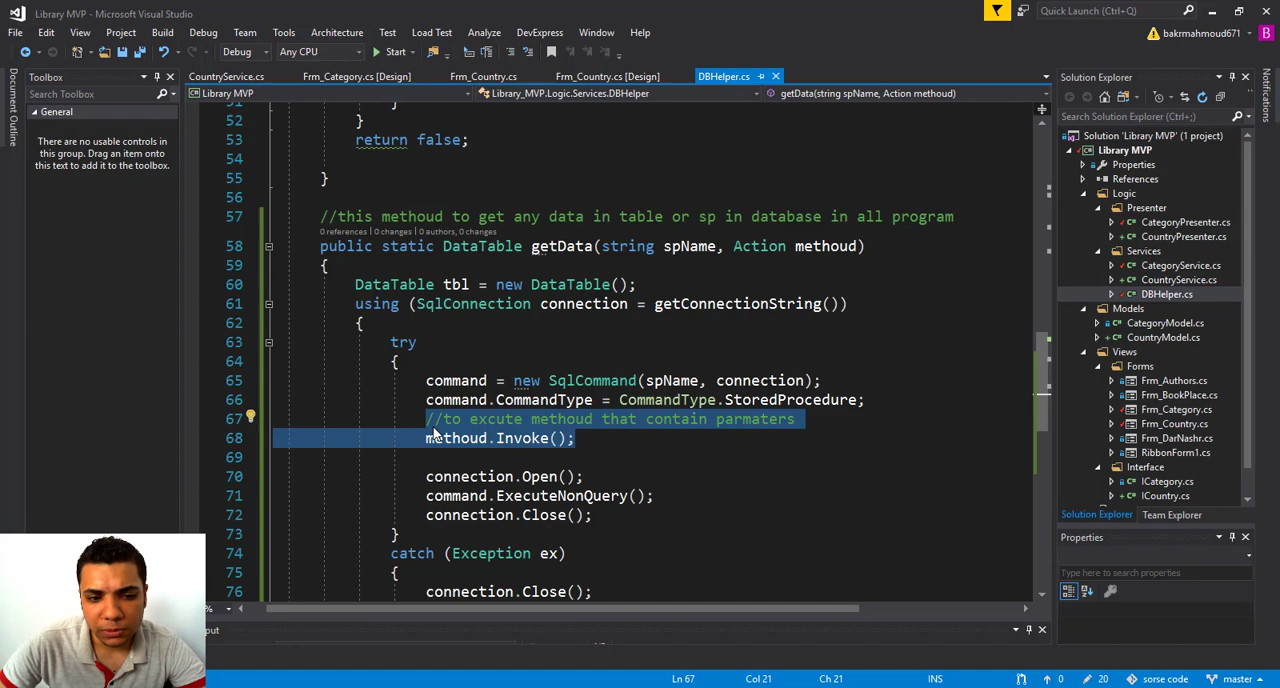 Library MVP - Microsoft Visual Studio
Quick Launch (Ctrl+Q)
File Edit View Project Build Debug Team Tools Architecture Test Load Test Analyze DevExpress Window Help
bakrmahmoud671 B
Debug Any CPU Start
Document Outline
Toolbox
Search Toolbox
General
There are no usable controls in
this group. Drag an item onto
this text to add it to the toolbox.
CountryService.cs Frm_Category.cs [Design] Frm_Country.cs Frm_Country.cs [Design] DBHelper.cs
Library MVP Library_MVP.Logic.Services.DBHelper getData(string spName, Action methoud)
51 }
52 }
53 return false;
54
55 }
56
57 //this methoud to get any data in table or sp in database in all program
0 references | 0 changes | 0 authors, 0 changes
58 public static DataTable getData(string spName, Action methoud)
59 {
60 DataTable tbl = new DataTable();
61 using (SqlConnection connection = getConnectionString())
62 {
63 try
64 {
65 command = new SqlCommand(spName, connection);
66 command.CommandType = CommandType.StoredProcedure;
67 //to excute methoud that contain parmaters
68 methoud.Invoke();
69
70 connection.Open();
71 command.ExecuteNonQuery();
72 connection.Close();
73 }
74 catch (Exception ex)
75 {
76 connection.Close();
%
Solution Explorer
Search Solution Explorer (Ctrl+;)
Solution 'Library MVP' (1 project)
Library MVP
Properties
References
Logic
Presenter
CategoryPresenter.cs
CountryPresenter.cs
Services
CategoryService.cs
CountryService.cs
DBHelper.cs
Models
CategoryModel.cs
CountryModel.cs
Views
Forms
Frm_Authors.cs
Frm_BookPlace.cs
Frm_Category.cs
Frm_Country.cs
Frm_DarNashr.cs
RibbonForm1.cs
Interface
ICategory.cs
ICountry.cs
Solution Explorer Team Explorer
Properties
Type here to search
Notifications
Ln 67 Col 21 Ch 21 INS 0 20 sorse code master